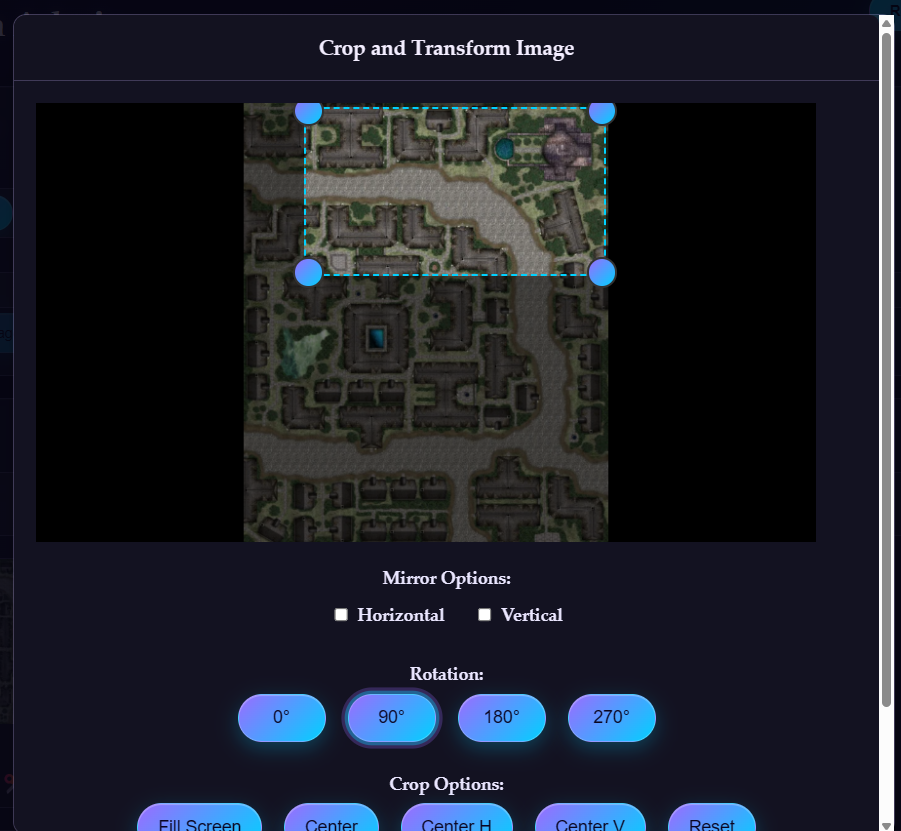 Crop and Transform Image
Mirror Options:
Horizontal Vertical
Rotation:
0° 90° 180° 270°
Crop Options:
Fill Screen Center Center H Center V Reset